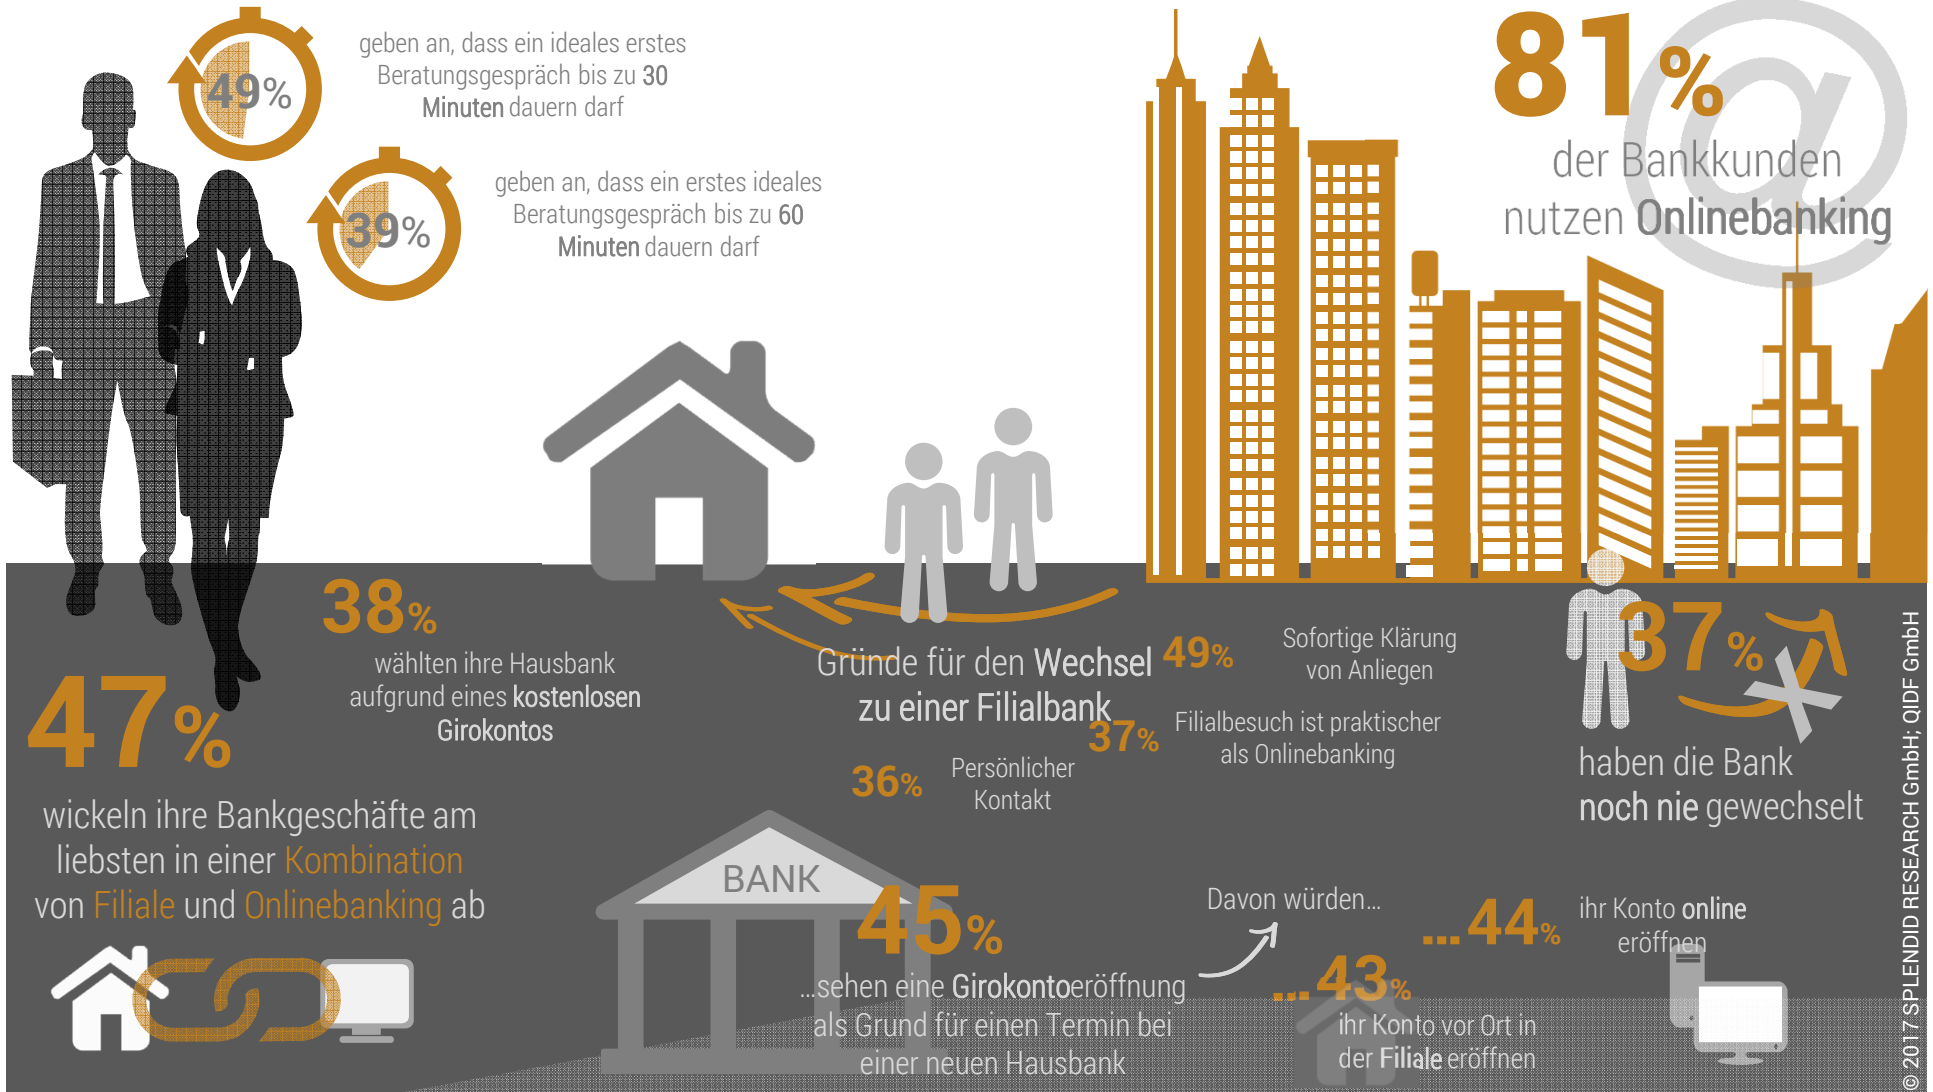 49%
geben an, dass ein ideales erstes
Beratungsgespräch bis zu 30
Minuten dauern darf
39%
geben an, dass ein erstes ideales
Beratungsgespräch bis zu 60
Minuten dauern darf
81%
der Bankkunden
nutzen Onlinebanking
38%
wählten ihre Hausbank
aufgrund eines kostenlosen
Girokontos
47%
wickeln ihre Bankgeschäfte am
liebsten in einer Kombination
von Filiale und Onlinebanking ab
Gründe für den Wechsel
zu einer Filialbank
49%
Sofortige Klärung
von Anliegen
37%
Filialbesuch ist praktischer
als Onlinebanking
36%
Persönlicher
Kontakt
37%
haben die Bank
noch nie gewechselt
BANK
45%
...sehen eine Girokontoeröffnung
als Grund für einen Termin bei
einer neuen Hausbank
Davon würden...
...44%
ihr Konto online
eröffnen
...43%
ihr Konto vor Ort in
der Filiale eröffnen
© 2017 SPLENDID RESEARCH GmbH; QIDF GmbH